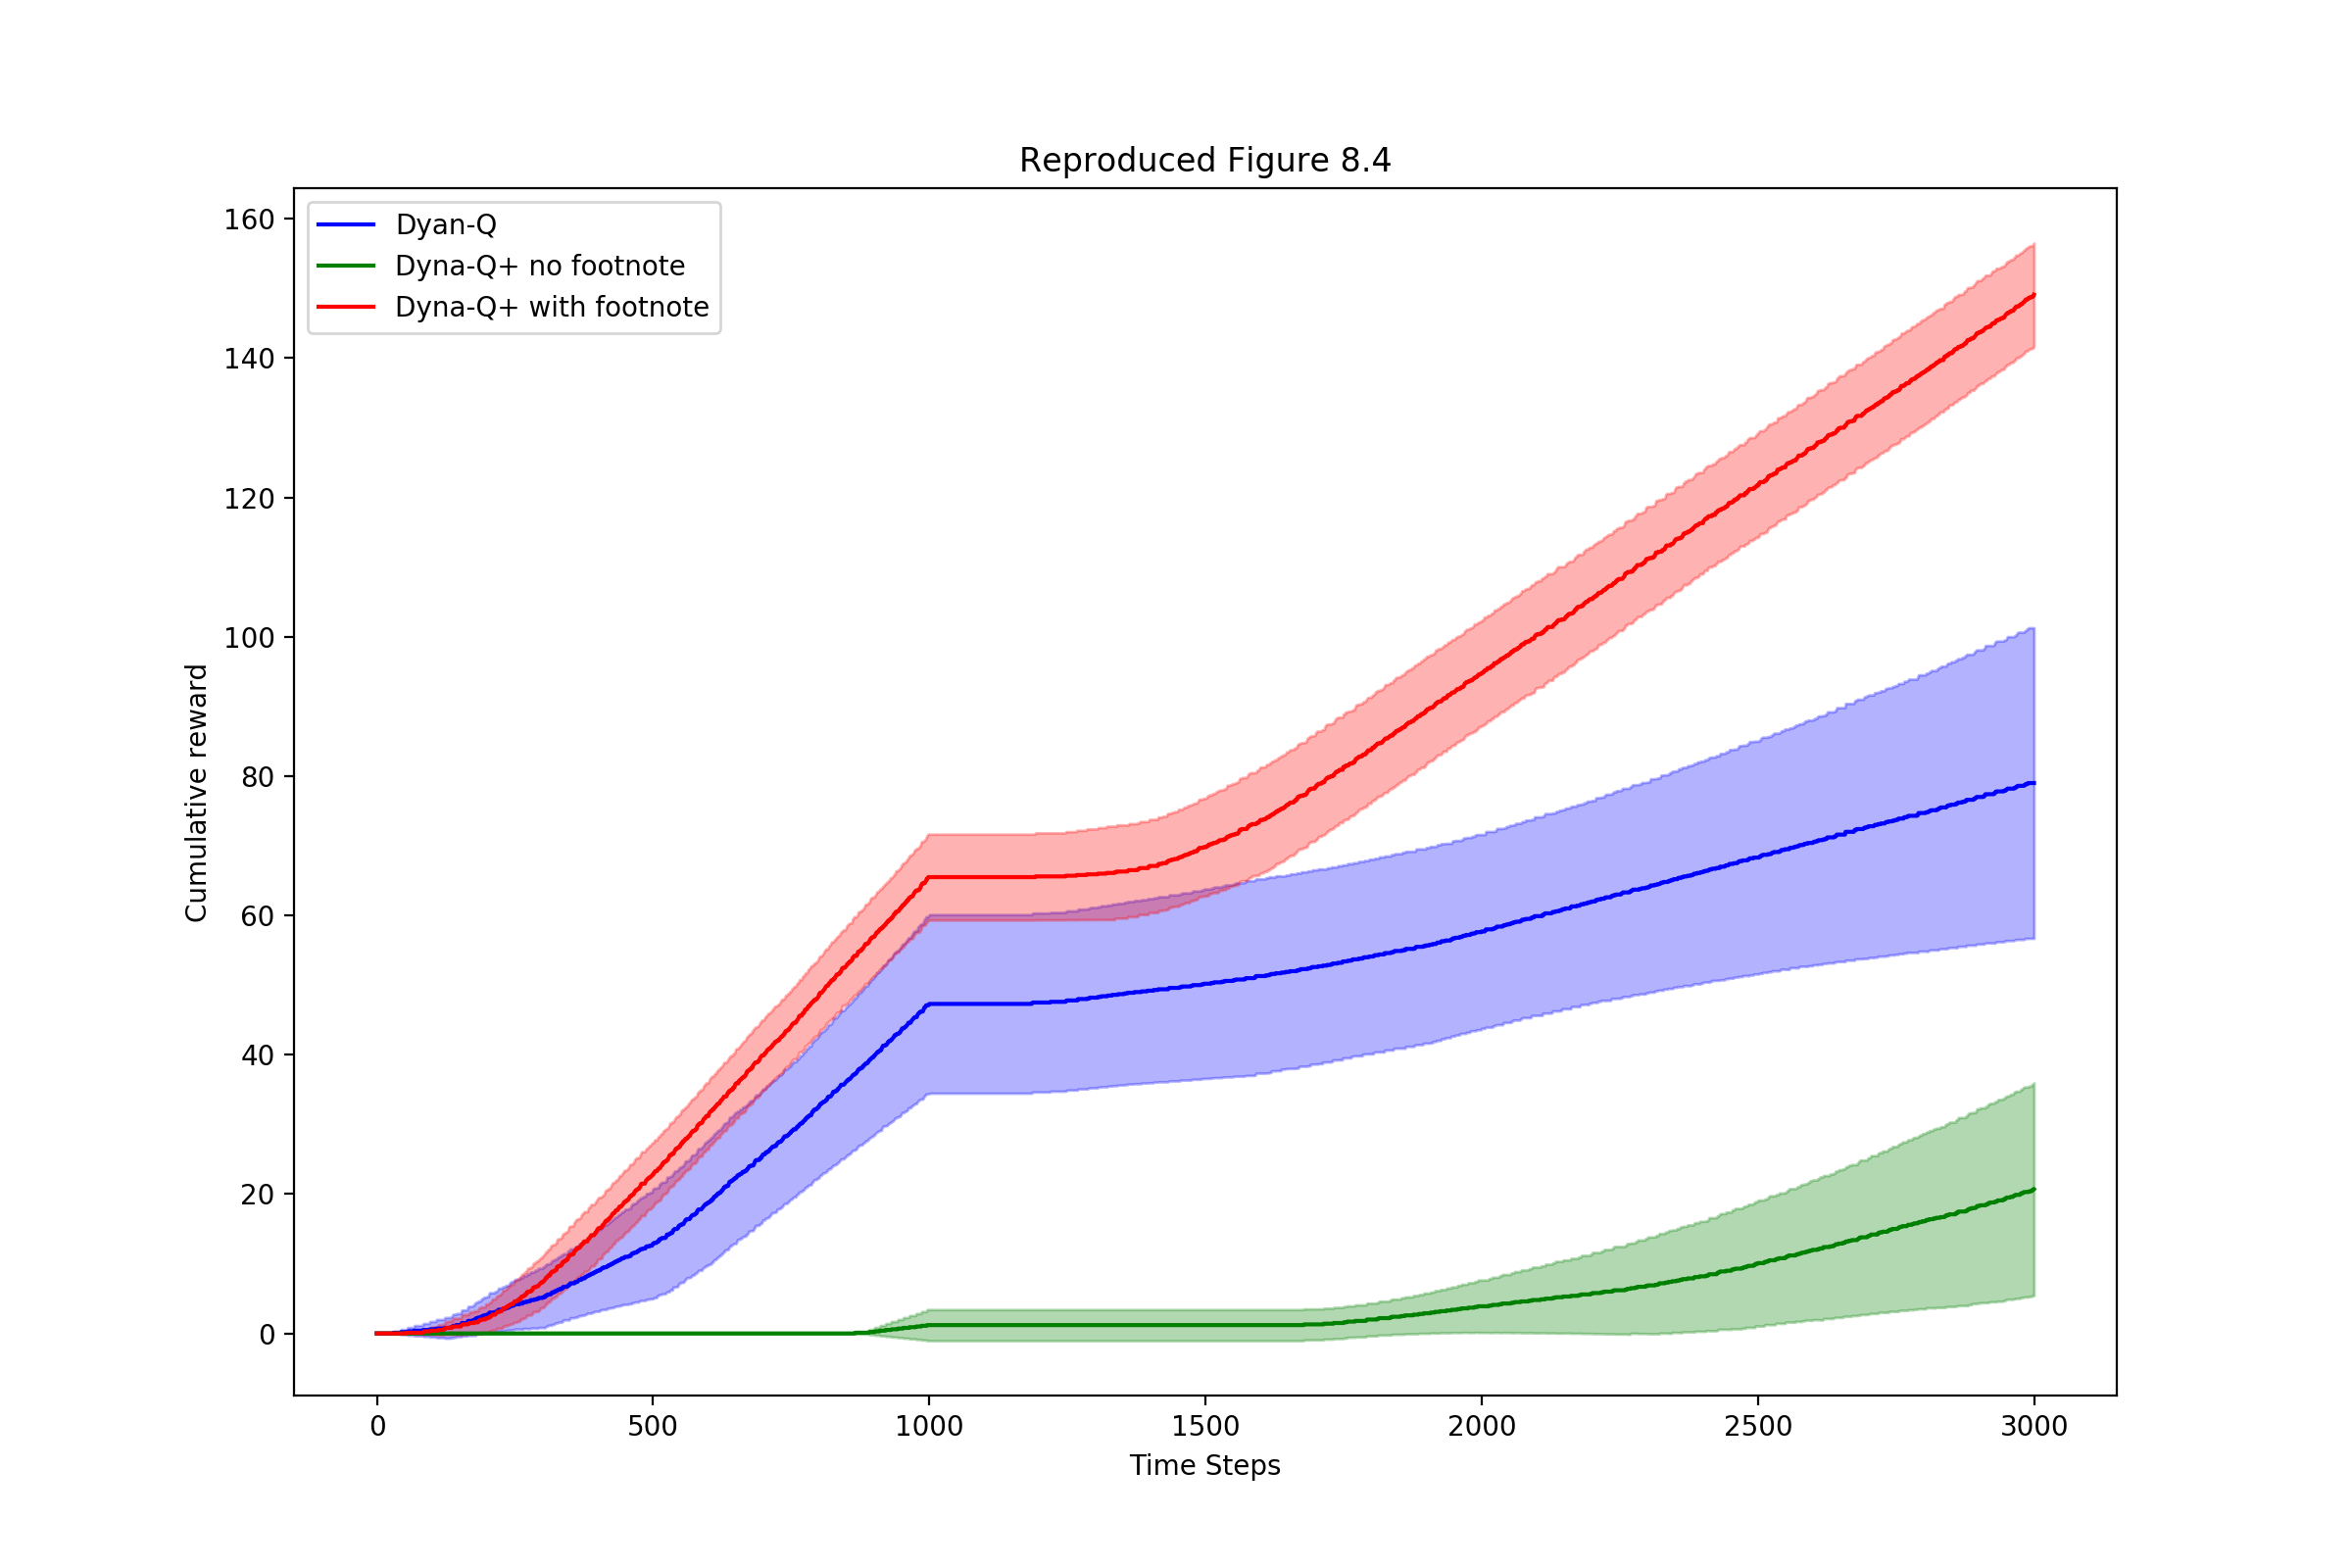 Reproduced Figure 8.4
160
140
120
100
80
60
40
20
0
Cumulative reward
Dyan-Q
Dyna-Q+ no footnote
Dyna-Q+ with footnote
0 500 1000 1500 2000 2500 3000
Time Steps